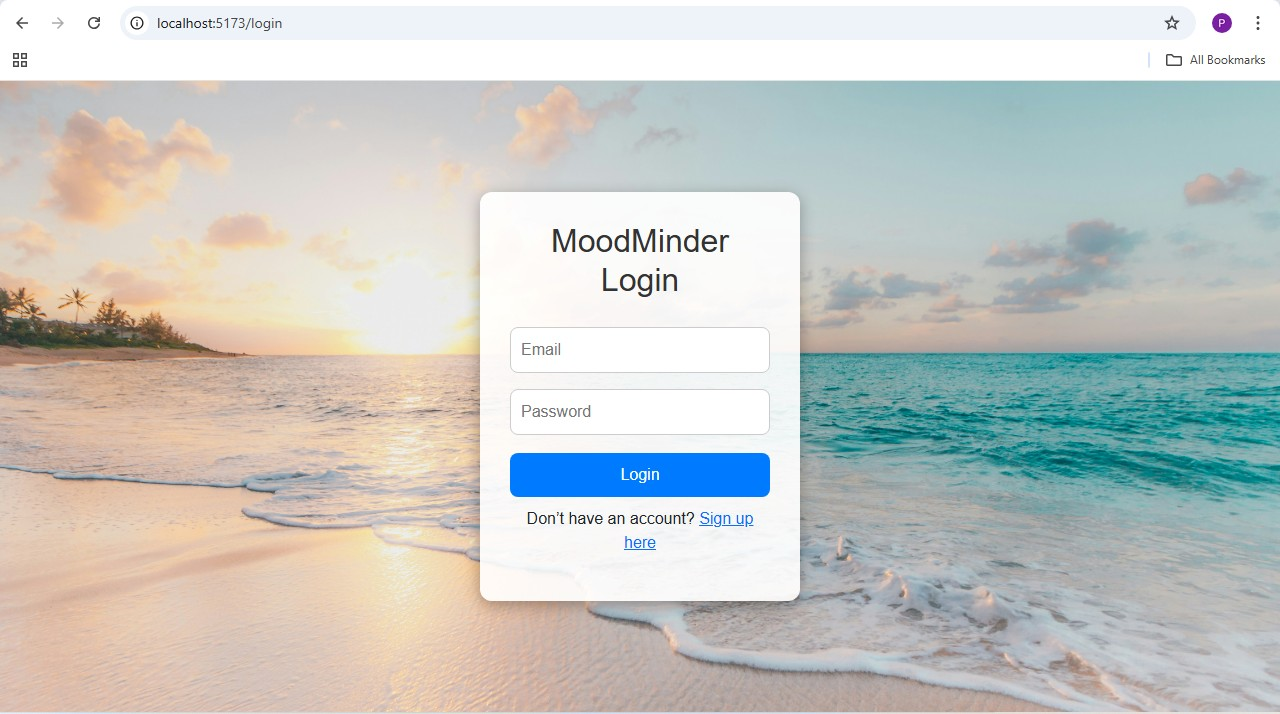 localhost:5173/login
P
All Bookmarks
MoodMinder
Login
Email
Password
Login
Don’t have an account? Sign up
here